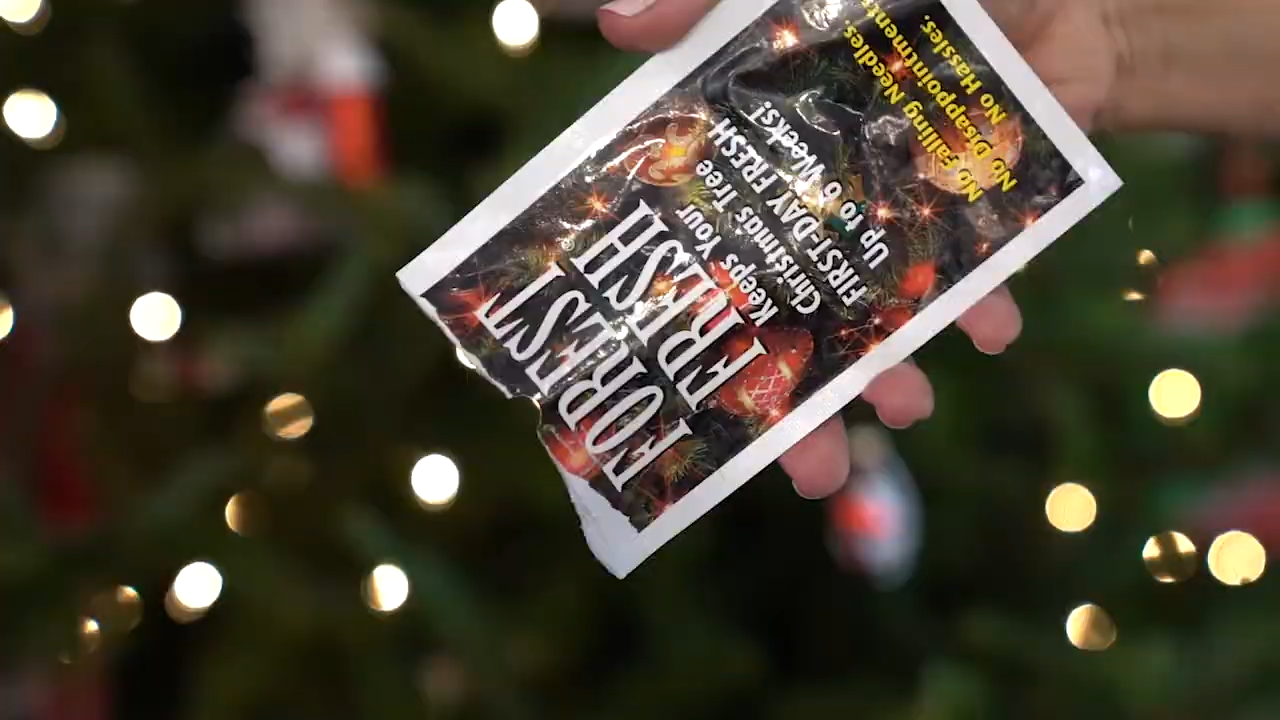 FOREST
FRESH
®
Keeps Your
Christmas Tree
FIRST-DAY FRESH
Up to 6 Weeks!
No Falling Needles.
No Disappointments.
No Hassles.